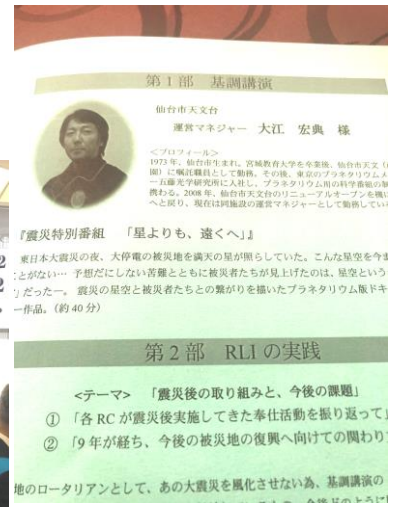 第1部 基調講演
仙台市天文台
運営マネジャー 大江 宏典 様
<プロフィール>
1973年、仙台市生まれ。宮城教育大学を卒業後、仙台市天文
に嘱託職員として勤務。その後、東京のプラネタリウムメ
五藤光学研究所に入社し、プラネタリウム用の科学番組の制
携わる。2008年、仙台市天文台のリニューアルオープンを機に
へと戻り、現在は同施設の運営マネジャーとして勤務してい
『震災特別番組 「星よりも、遠くへ」』
東日本大震災の夜、大停電の被災地を満天の星が照らしていた。こんな星空を今ま
ことがない… 予想だにしない苦難とともに被災者たちが見上げたのは、星空という
だった―。 震災の星空と被災者たちとの繋がりを描いたプラネタリウム版ドキ
ー作品。(約40分)
第2部 RLIの実践
<テーマ> 「震災後の取り組みと、今後の課題」
① 「各RCが震災後実施してきた奉仕活動を振り返って」
② 「9年が経ち、今後の被災地の復興へ向けての関わり
地のロータリアンとして、あの大震災を風化させない為、基調講演の